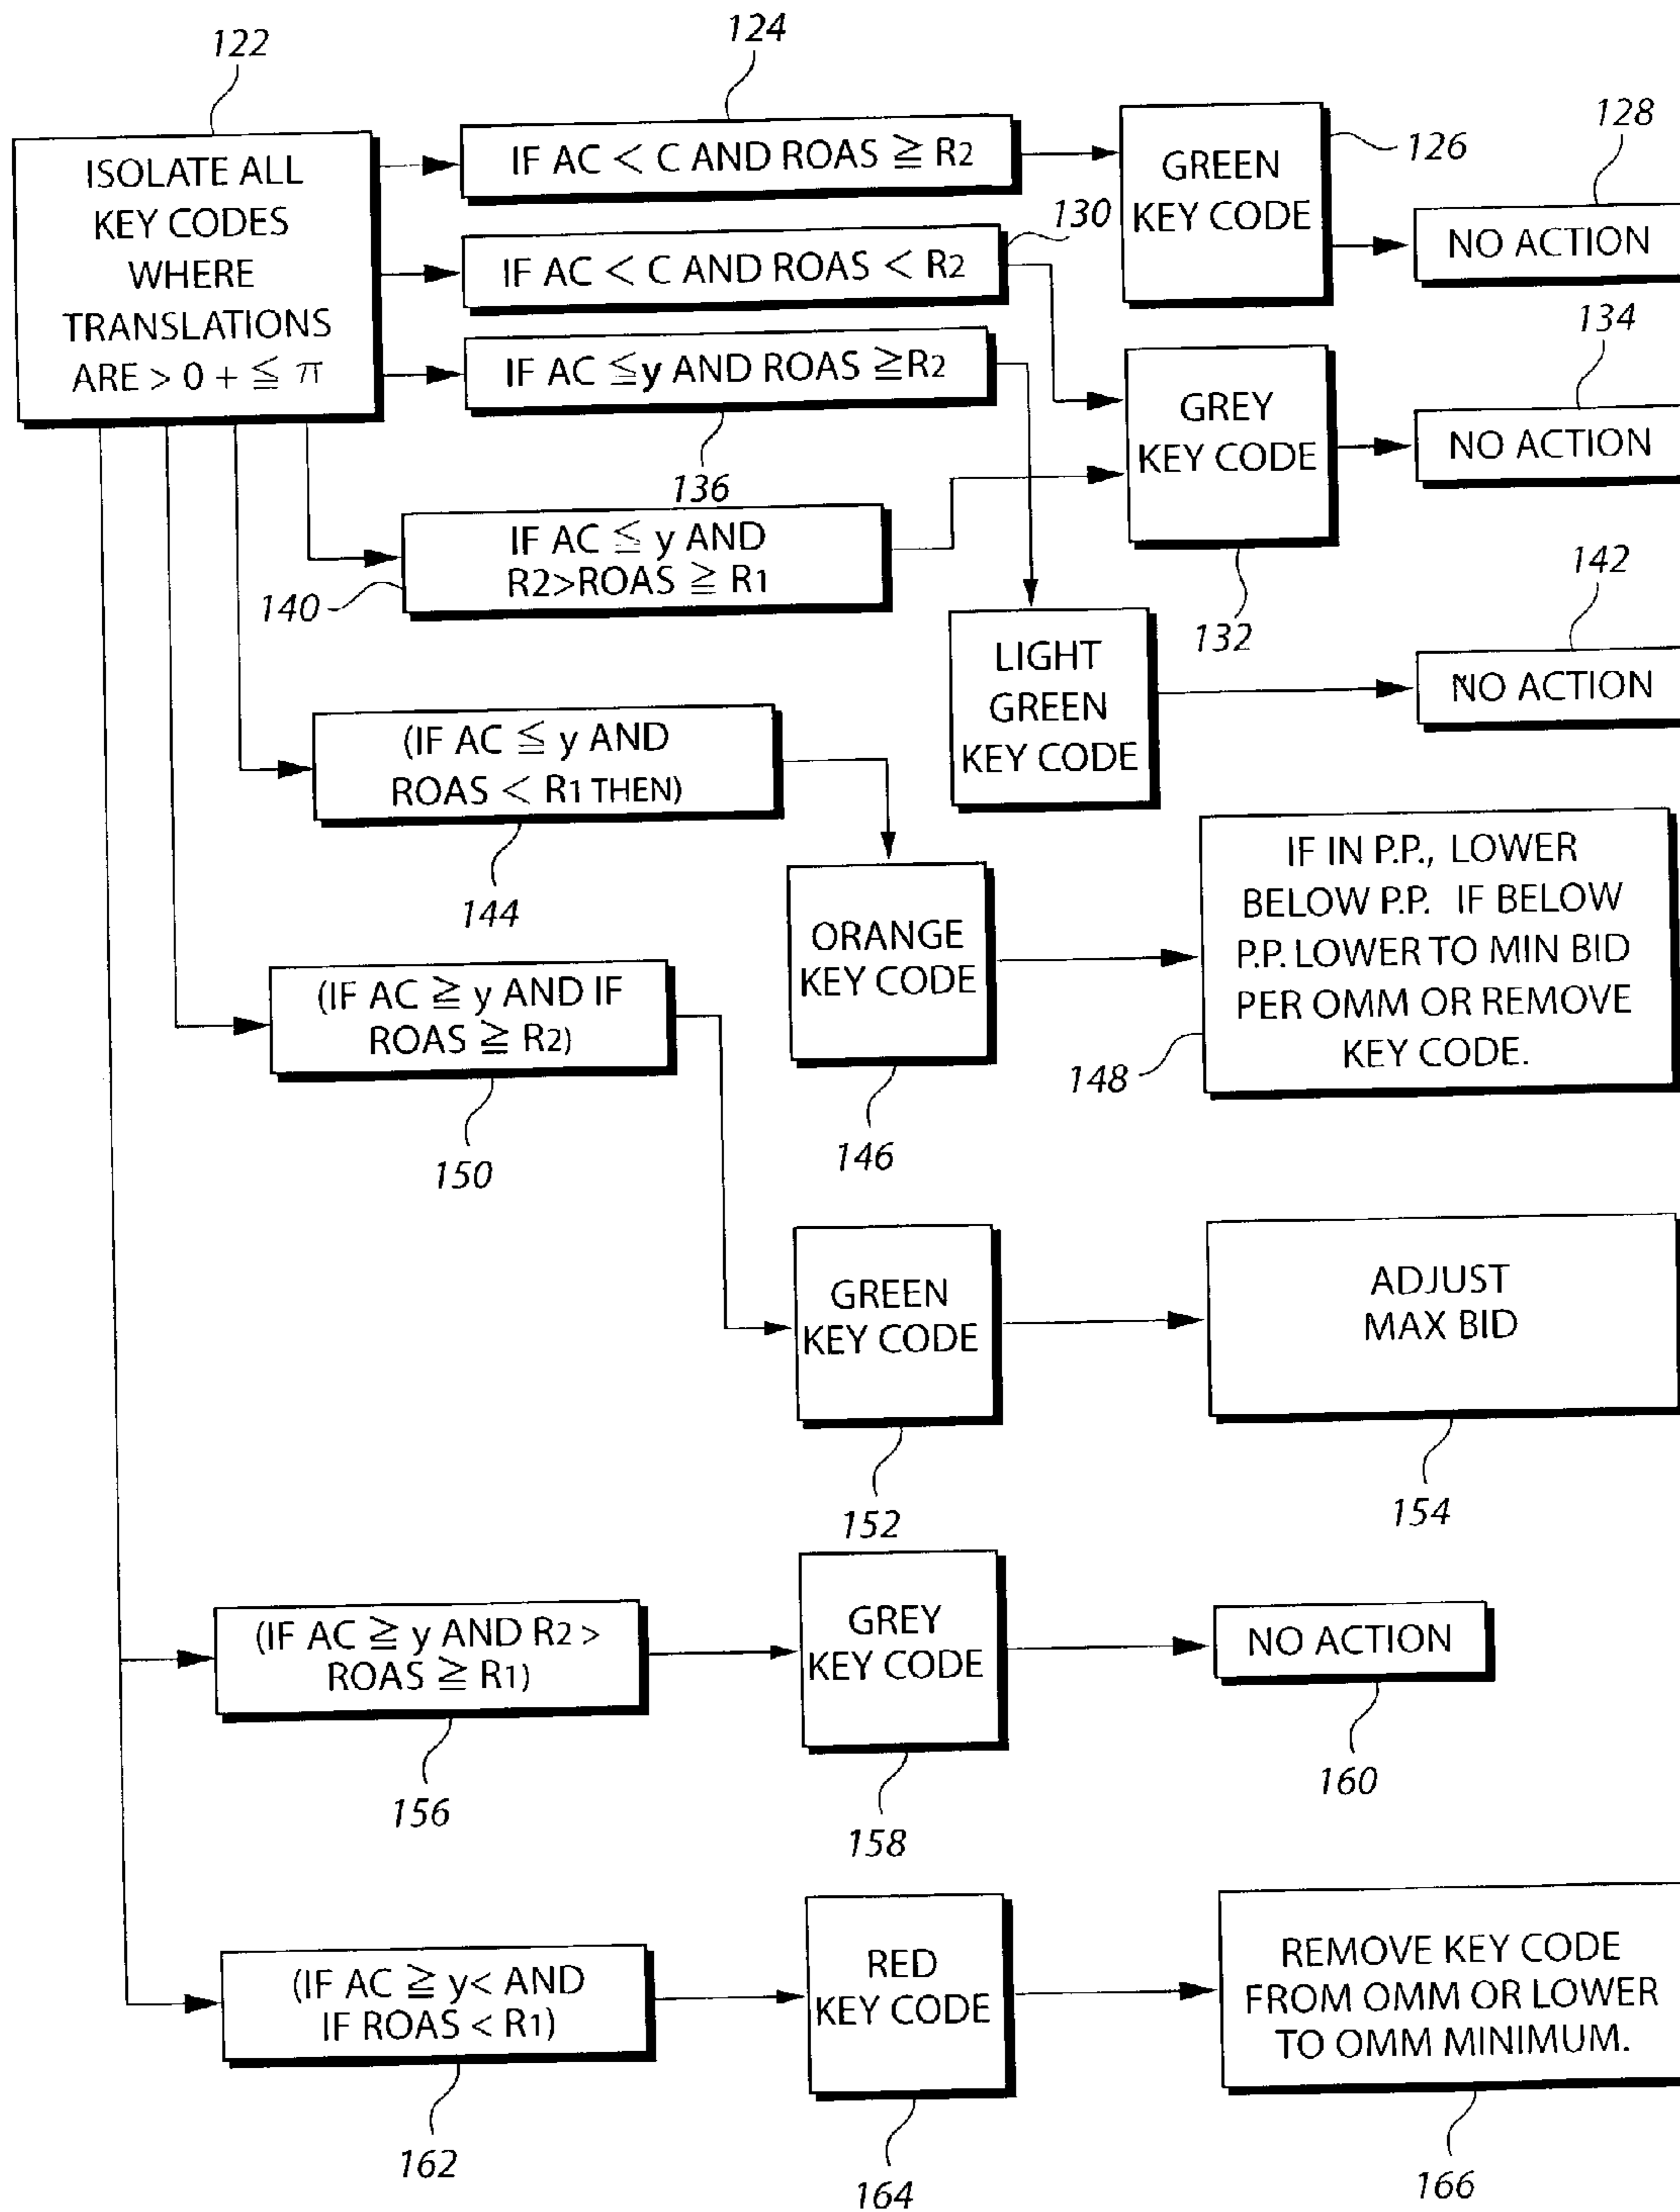 122
124
ISOLATE ALL
KEY CODES
WHERE
TRANSLATIONS
ARE > 0 + ≦ π
IF AC < C AND ROAS ≧ R2
GREEN
KEY CODE
126
128
NO ACTION
IF AC < C AND ROAS < R2
130
IF AC ≦ y AND ROAS ≧ R2
136
GREY
KEY CODE
132
134
NO ACTION
IF AC ≦ y AND
R2>ROAS ≧ R1
140
LIGHT
GREEN
KEY CODE
142
NO ACTION
(IF AC ≦ y AND
ROAS < R1 THEN)
144
ORANGE
KEY CODE
146
IF IN P.P., LOWER
BELOW P.P. IF BELOW
P.P. LOWER TO MIN BID
PER OMM OR REMOVE
KEY CODE.
148
(IF AC ≧ y AND IF
ROAS ≧ R2)
150
GREEN
KEY CODE
152
ADJUST
MAX BID
154
(IF AC ≧ y AND R2 >
ROAS ≧ R1)
156
GREY
KEY CODE
158
NO ACTION
160
(IF AC ≧ y< AND
IF ROAS < R1)
162
RED
KEY CODE
164
REMOVE KEY CODE
FROM OMM OR LOWER
TO OMM MINIMUM.
166